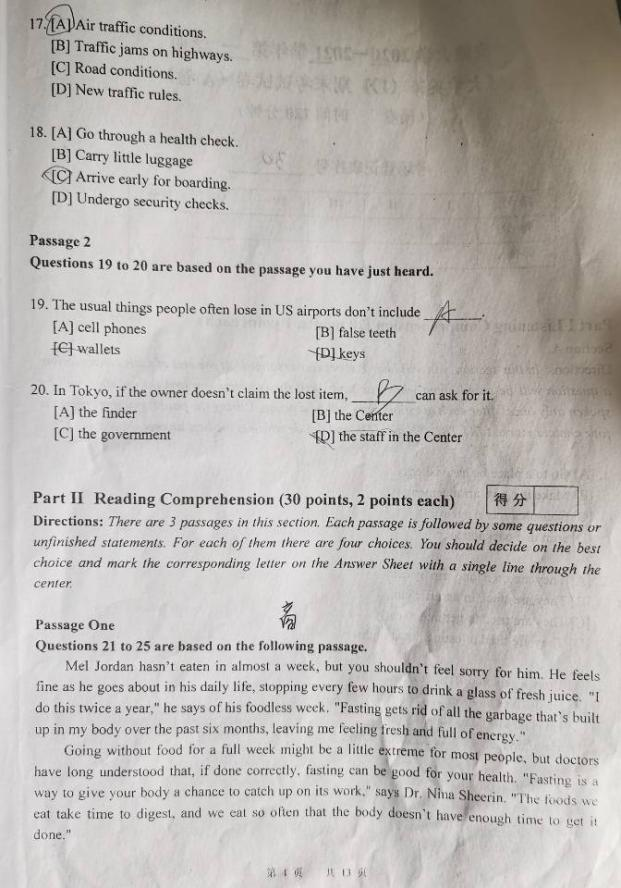 17. [A] Air traffic conditions.
[B] Traffic jams on highways.
[C] Road conditions.
[D] New traffic rules.
18. [A] Go through a health check.
[B] Carry little luggage
[C] Arrive early for boarding.
[D] Undergo security checks.
Passage 2
Questions 19 to 20 are based on the passage you have just heard.
19. The usual things people often lose in US airports don't include A.
[A] cell phones [B] false teeth
[C] wallets [D] keys
20. In Tokyo, if the owner doesn't claim the lost item, B can ask for it.
[A] the finder [B] the Center
[C] the government [D] the staff in the Center
Part II Reading Comprehension (30 points, 2 points each) 得分
Directions: There are 3 passages in this section. Each passage is followed by some questions or
unfinished statements. For each of them there are four choices. You should decide on the best
choice and mark the corresponding letter on the Answer Sheet with a single line through the
center.
Passage One
Questions 21 to 25 are based on the following passage.
Mel Jordan hasn't eaten in almost a week, but you shouldn't feel sorry for him. He feels
fine as he goes about in his daily life, stopping every few hours to drink a glass of fresh juice. "I
do this twice a year," he says of his foodless week. "Fasting gets rid of all the garbage that's built
up in my body over the past six months, leaving me feeling fresh and full of energy."
Going without food for a full week might be a little extreme for most people, but doctors
have long understood that, if done correctly, fasting can be good for your health. "Fasting is a
way to give your body a chance to catch up on its work," says Dr. Nina Sheerin. "The foods we
eat take time to digest, and we eat so often that the body doesn't have enough time to get it
done."
第 4 页 共 13 页